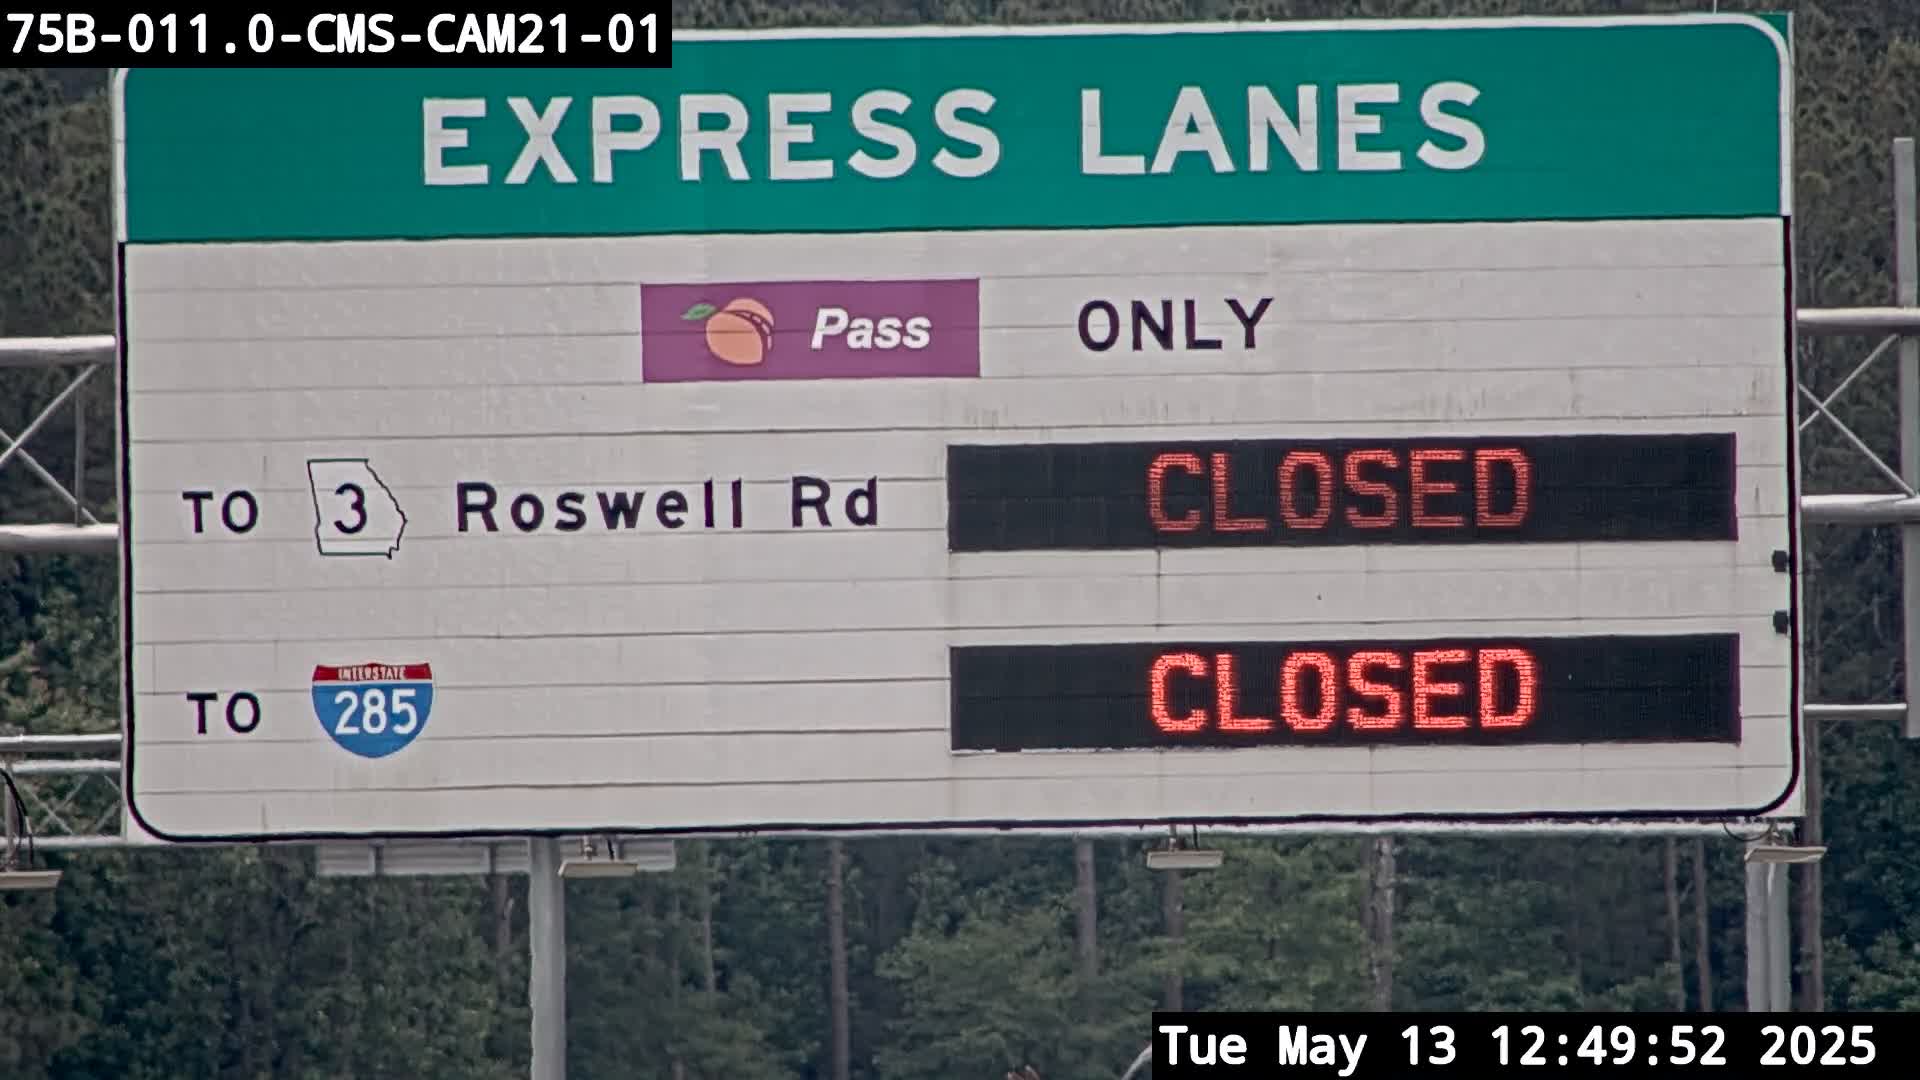 75B-011.0-CMS-CAM21-01
EXPRESS LANES
Pass ONLY
TO 3 Roswell Rd CLOSED
INTERSTATE
TO 285 CLOSED
Tue May 13 12:49:52 2025